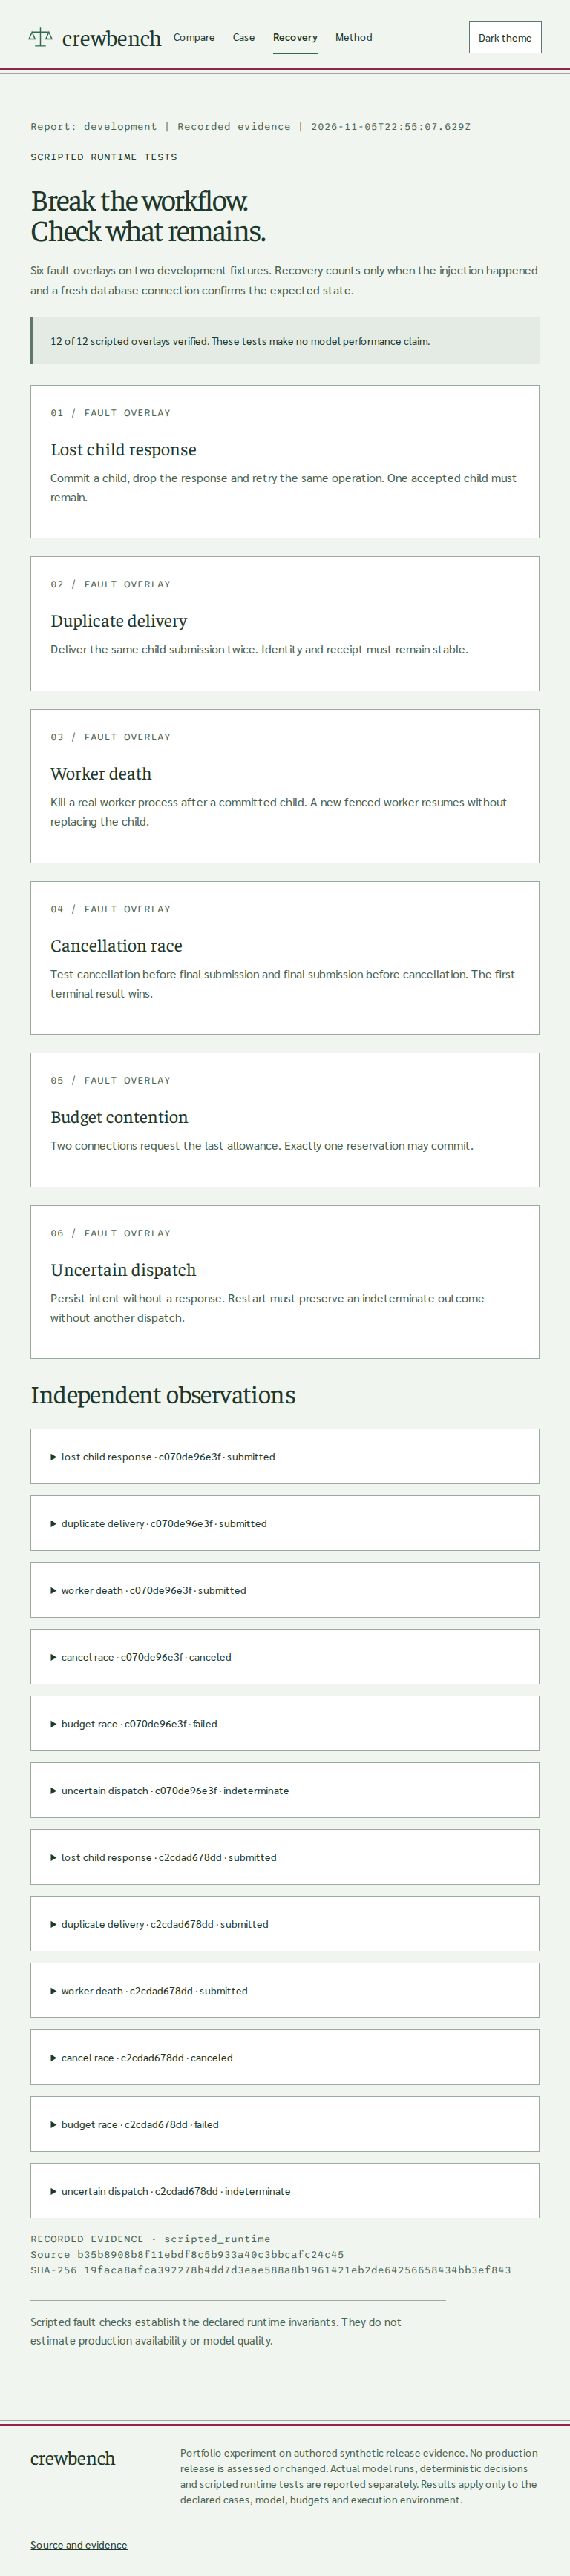 crewbench Compare Case Recovery Method Dark theme
Report: development | Recorded evidence | 2026-11-05T22:55:07.629Z
SCRIPTED RUNTIME TESTS
Break the workflow.
Check what remains.
Six fault overlays on two development fixtures. Recovery counts only when the injection happened
and a fresh database connection confirms the expected state.
12 of 12 scripted overlays verified. These tests make no model performance claim.
01 / FAULT OVERLAY
Lost child response
Commit a child, drop the response and retry the same operation. One accepted child must
remain.
02 / FAULT OVERLAY
Duplicate delivery
Deliver the same child submission twice. Identity and receipt must remain stable.
03 / FAULT OVERLAY
Worker death
Kill a real worker process after a committed child. A new fenced worker resumes without
replacing the child.
04 / FAULT OVERLAY
Cancellation race
Test cancellation before final submission and final submission before cancellation. The first
terminal result wins.
05 / FAULT OVERLAY
Budget contention
Two connections request the last allowance. Exactly one reservation may commit.
06 / FAULT OVERLAY
Uncertain dispatch
Persist intent without a response. Restart must preserve an indeterminate outcome
without another dispatch.
Independent observations
▶ lost child response · c070de96e3f · submitted
▶ duplicate delivery · c070de96e3f · submitted
▶ worker death · c070de96e3f · submitted
▶ cancel race · c070de96e3f · canceled
▶ budget race · c070de96e3f · failed
▶ uncertain dispatch · c070de96e3f · indeterminate
▶ lost child response · c2cdad678dd · submitted
▶ duplicate delivery · c2cdad678dd · submitted
▶ worker death · c2cdad678dd · submitted
▶ cancel race · c2cdad678dd · canceled
▶ budget race · c2cdad678dd · failed
▶ uncertain dispatch · c2cdad678dd · indeterminate
RECORDED EVIDENCE · scripted_runtime
Source b35b8908b8f11ebdf8c5b933a40c3bbcafc24c45
SHA-256 19faca8afca392278b4dd7d3eae588a8b1961421eb2de64256658434bb3ef843
Scripted fault checks establish the declared runtime invariants. They do not
estimate production availability or model quality.
crewbench
Portfolio experiment on authored synthetic release evidence. No production
release is assessed or changed. Actual model runs, deterministic decisions
and scripted runtime tests are reported separately. Results apply only to the
declared cases, model, budgets and execution environment.
Source and evidence